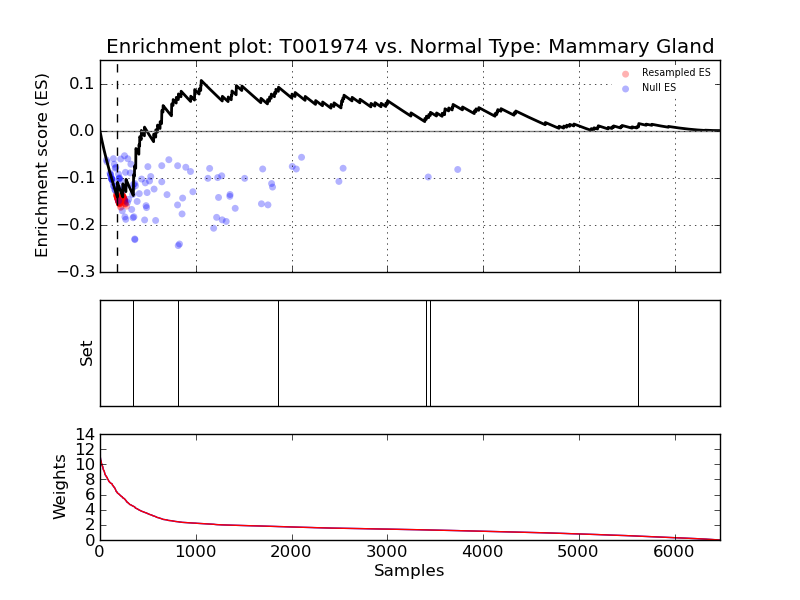 Enrichment plot: T001974 vs. Normal Type: Mammary Gland
Enrichment score (ES)
0.1
0.0
−0.1
−0.2
−0.3
Resampled ES
Null ES
Set
Weights
14
12
10
8
6
4
2
0
0 1000 2000 3000 4000 5000 6000
Samples